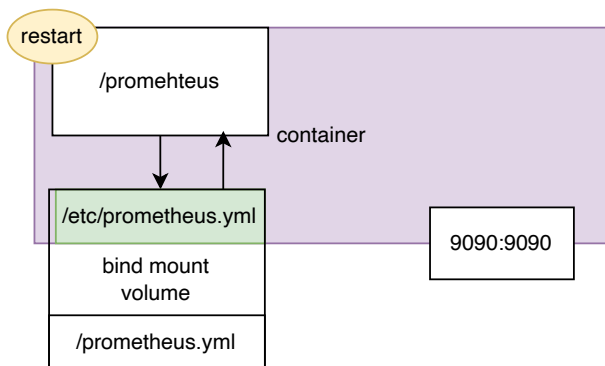 restart
/promehteus
container
/etc/prometheus.yml
9090:9090
bind mount
volume
/prometheus.yml